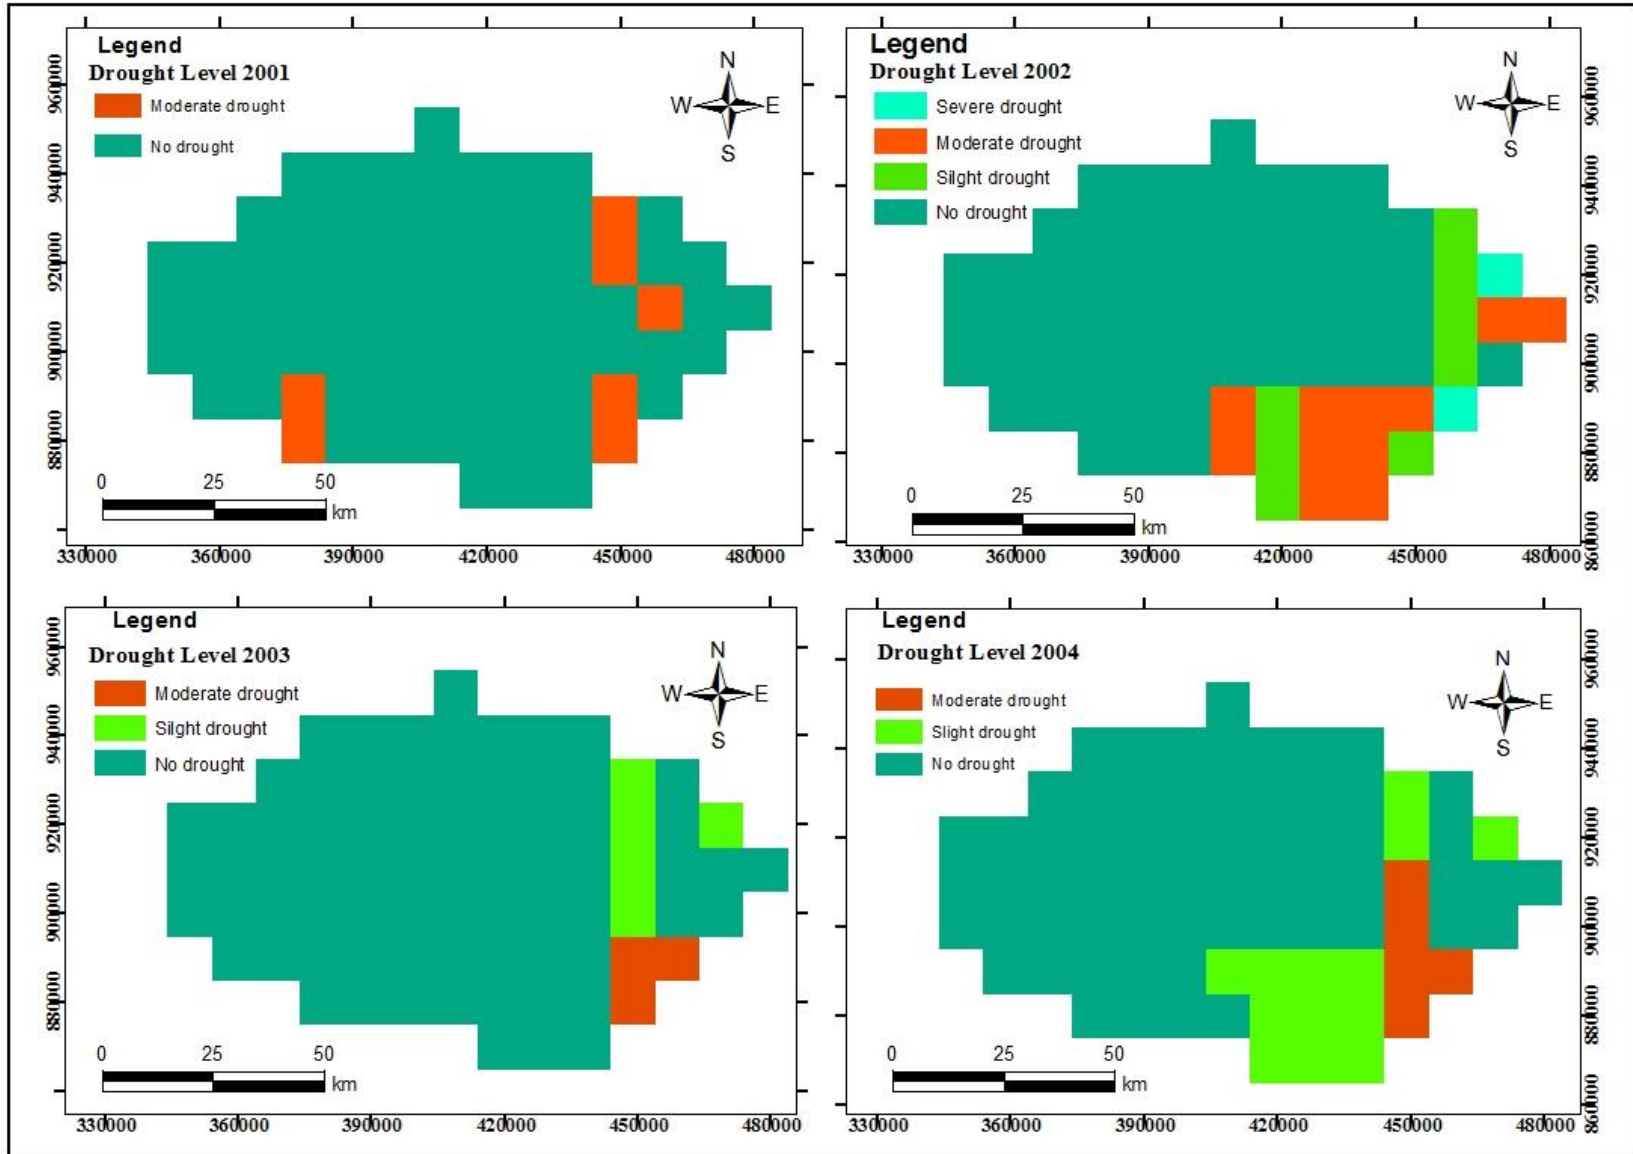 Legend
Drought Level 2001
Moderate drought
No drought
N
W E
S
960000
940000
920000
900000
880000
0 25 50
km
330000 360000 390000 420000 450000 480000
Legend
Drought Level 2002
Severe drought
Moderate drought
Silght drought
No drought
N
W E
S
960000
940000
920000
900000
880000
860000
0 25 50
km
330000 360000 390000 420000 450000 480000
Legend
Drought Level 2003
Moderate drought
Silght drought
No drought
N
W E
S
960000
940000
920000
900000
880000
0 25 50
km
330000 360000 390000 420000 450000 480000
Legend
Drought Level 2004
Moderate drought
Slight drought
No drought
N
W E
S
960000
940000
920000
900000
880000
860000
0 25 50
km
330000 360000 390000 420000 450000 480000